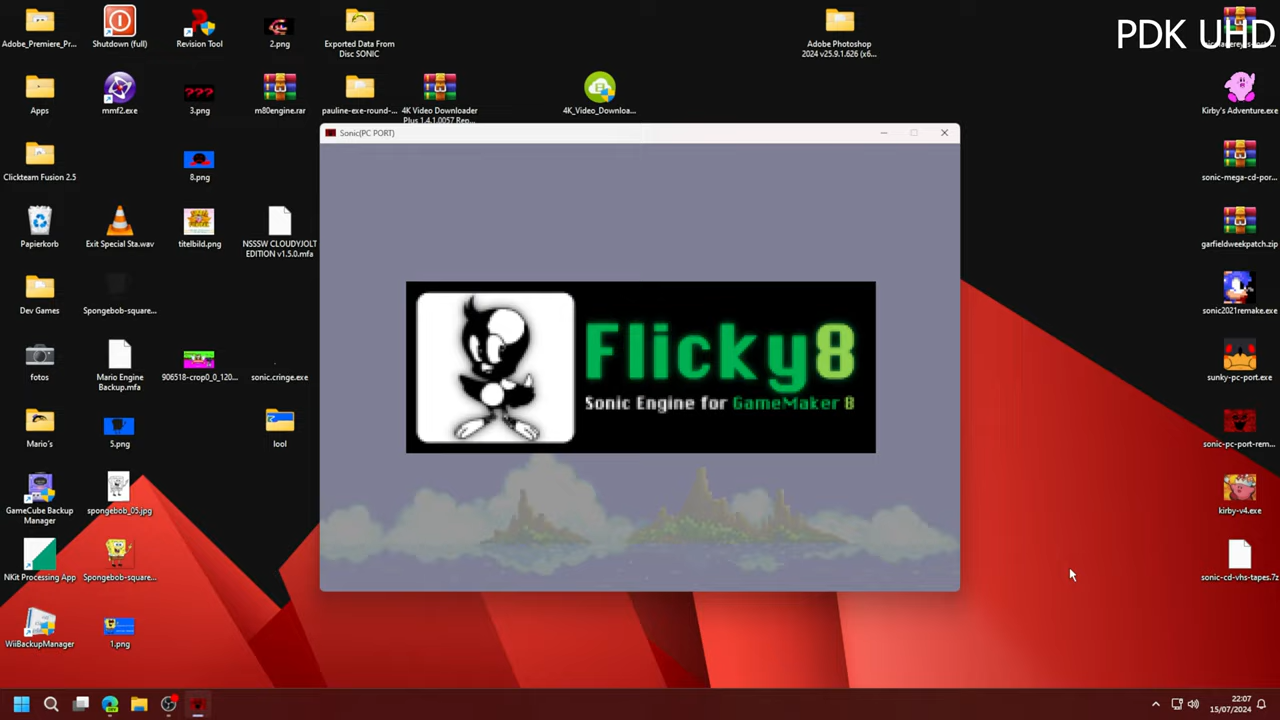 PDK UHD
Adobe_Premiere_Pr...
Shutdown (full)
Revision Tool
2.png
Exported Data From
Disc SONIC
Adobe Photoshop
2024 v25.9.1.626 (x6...
Apps
mmf2.exe
???
3.png
m80engine.rar
pauline-exe-round-...
4K Video Downloader
Plus 1.4.1.0057 Rep...
4K_Video_Downloa...
Kirby's Adventure.exe
Sonic(PC PORT)
Clickteam Fusion 2.5
8.png
sonic-mega-cd-por...
Papierkorb
Exit Special Sta.wav
titelbild.png
NSSSW CLOUDYJOLT
EDITION v1.5.0.mfa
garfieldweekpatch.zip
Dev Games
Spongebob-square...
sonic2021remake.exe
Flicky8
Sonic Engine for GameMaker 8
fotos
Mario Engine
Backup.mfa
906518-crop0_0_120...
sonic.cringe.exe
sunky-pc-port.exe
Mario's
5.png
lool
sonic-pc-port-rem...
GameCube Backup
Manager
spongebob_05.jpg
kirby-v4.exe
NKit Processing App
Spongebob-square...
sonic-cd-vhs-tapes.7z
WiiBackupManager
1.png
22:07
15/07/2024